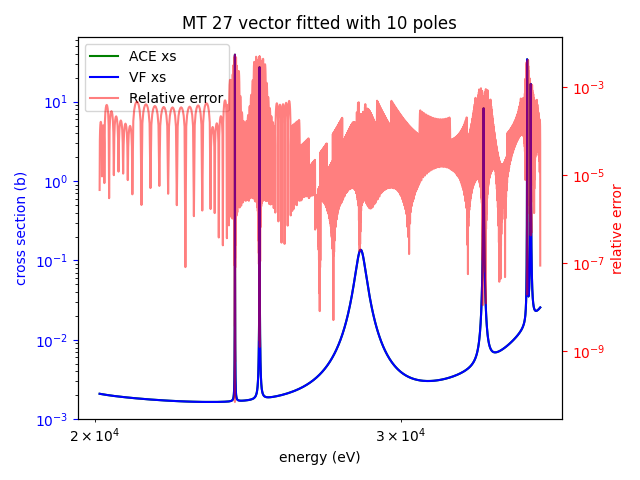 MT 27 vector fitted with 10 poles
ACE xs
VF xs
Relative error
10¹
10⁰
10⁻¹
10⁻²
10⁻³
cross section (b)
10⁻³
10⁻⁵
10⁻⁷
10⁻⁹
relative error
2 × 10⁴
3 × 10⁴
energy (eV)